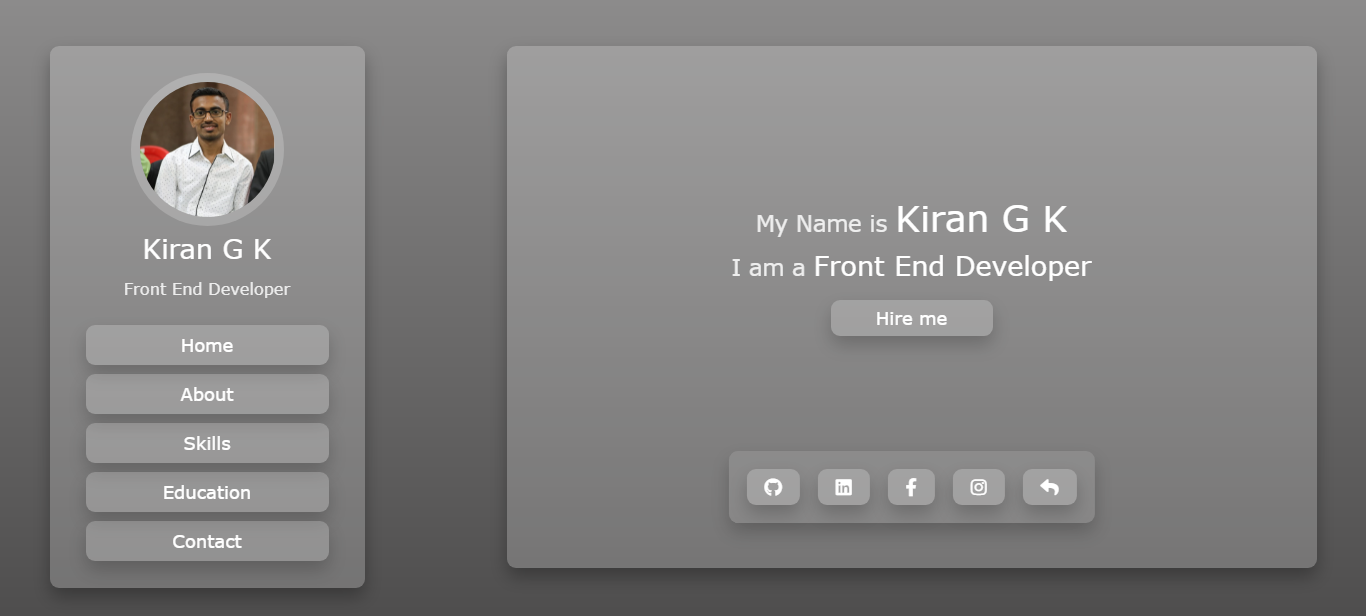 Kiran G K
Front End Developer
Home
About
Skills
Education
Contact
My Name is Kiran G K
I am a Front End Developer
Hire me